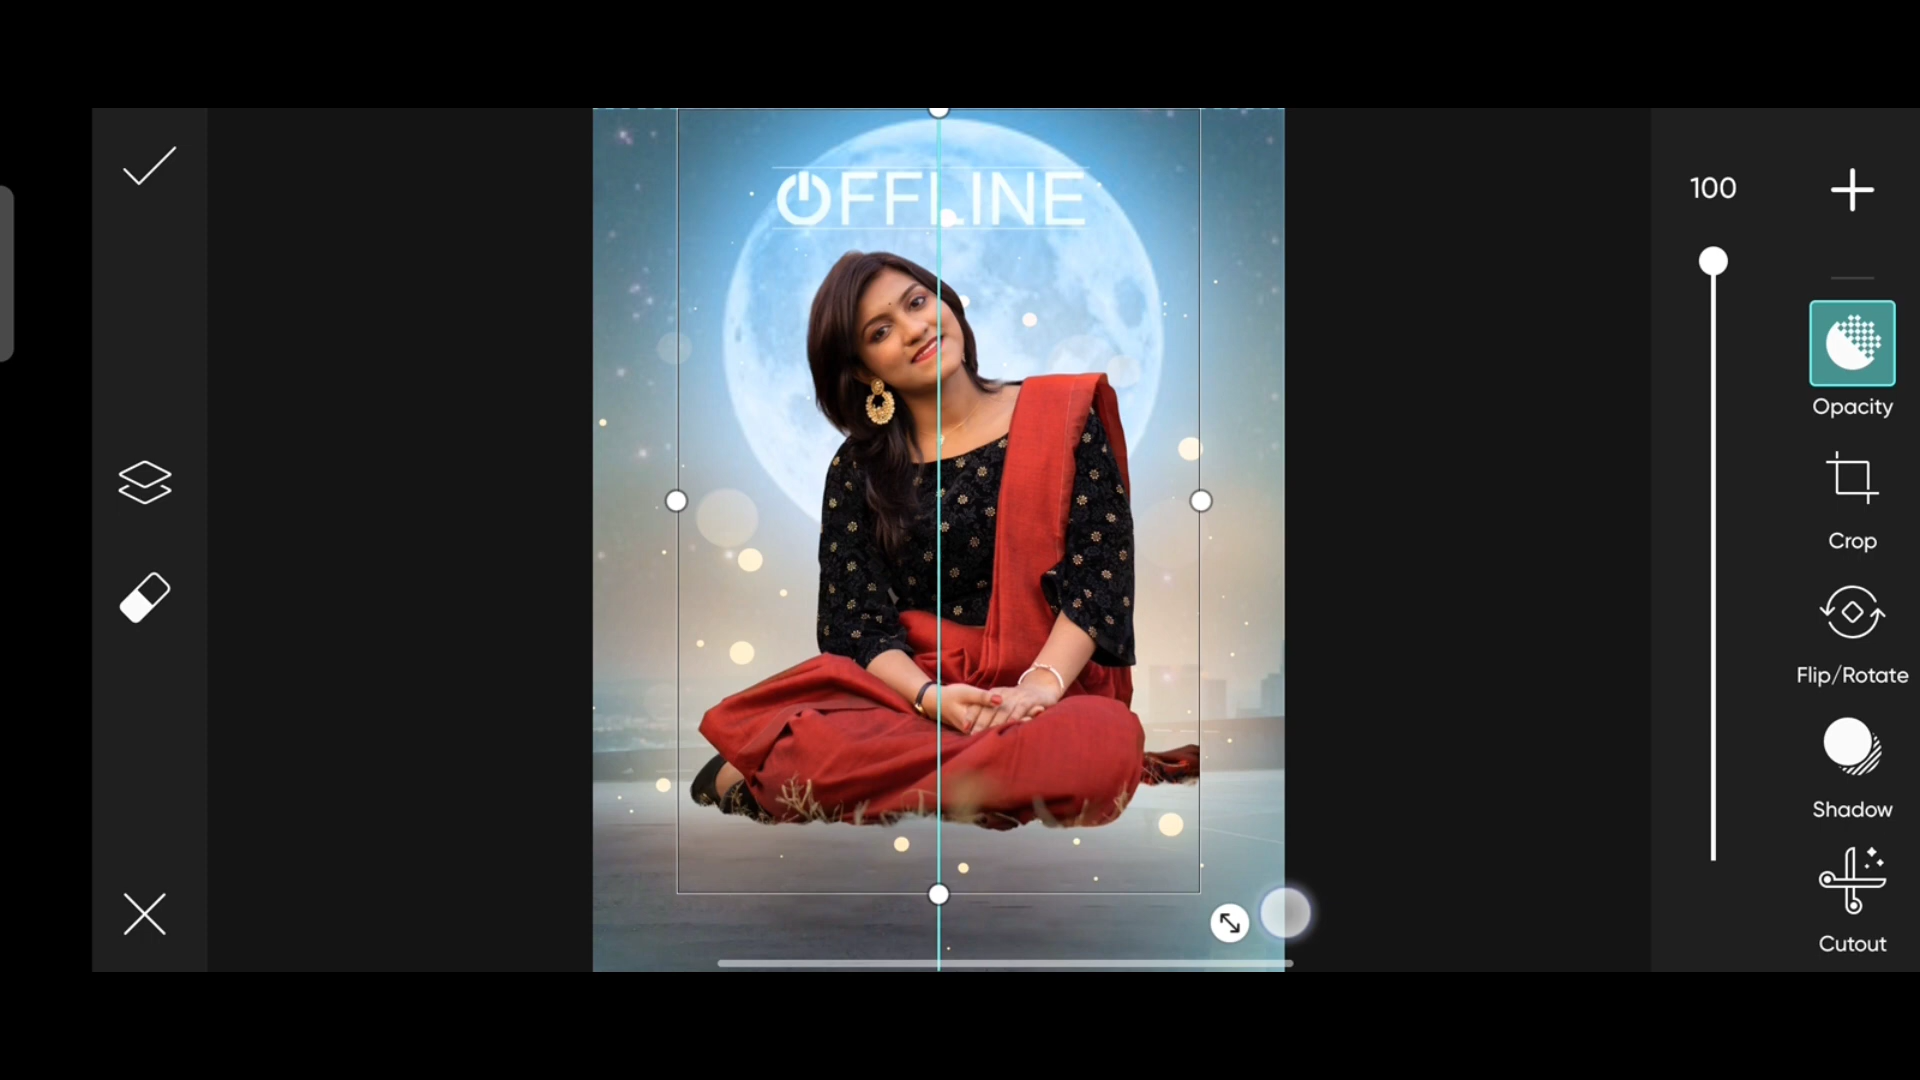 OFFLINE
100
Opacity
Crop
Flip/Rotate
Shadow
Cutout